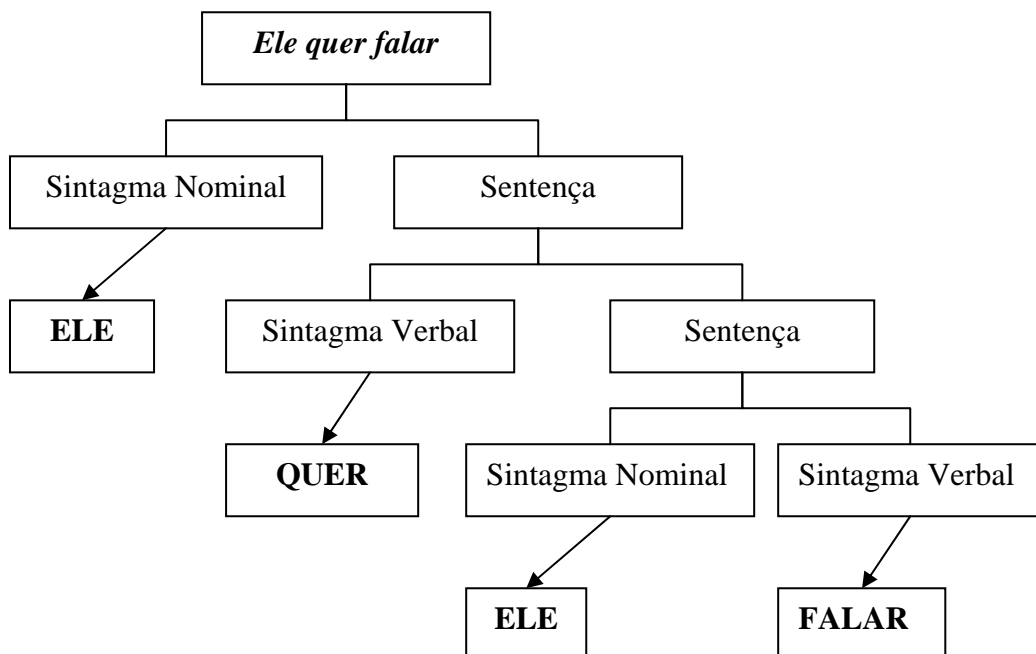 Ele quer falar
Sintagma Nominal
Sentença
ELE
Sintagma Verbal
Sentença
QUER
Sintagma Nominal
Sintagma Verbal
ELE
FALAR